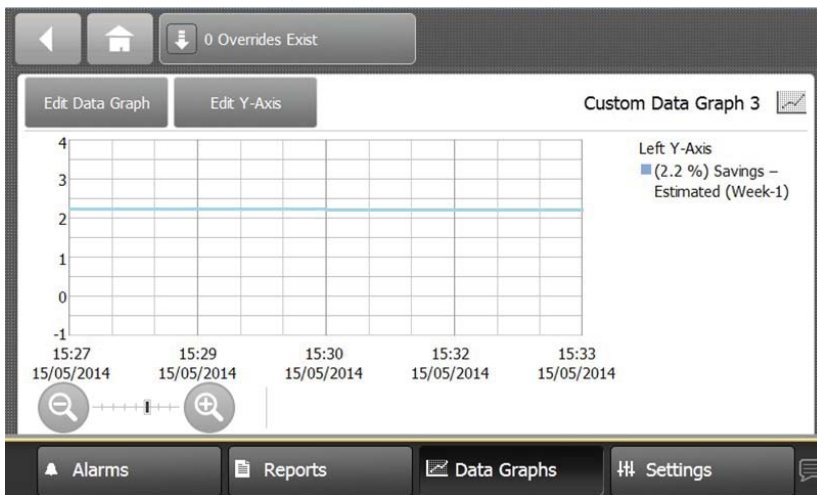 0 Overrides Exist
Edit Data Graph
Edit Y-Axis
Custom Data Graph 3
4
3
2
1
0
-1
15:27
15/05/2014
15:29
15/05/2014
15:30
15/05/2014
15:32
15/05/2014
15:33
15/05/2014
Left Y-Axis
(2.2 %) Savings –
Estimated (Week-1)
Alarms
Reports
Data Graphs
Settings